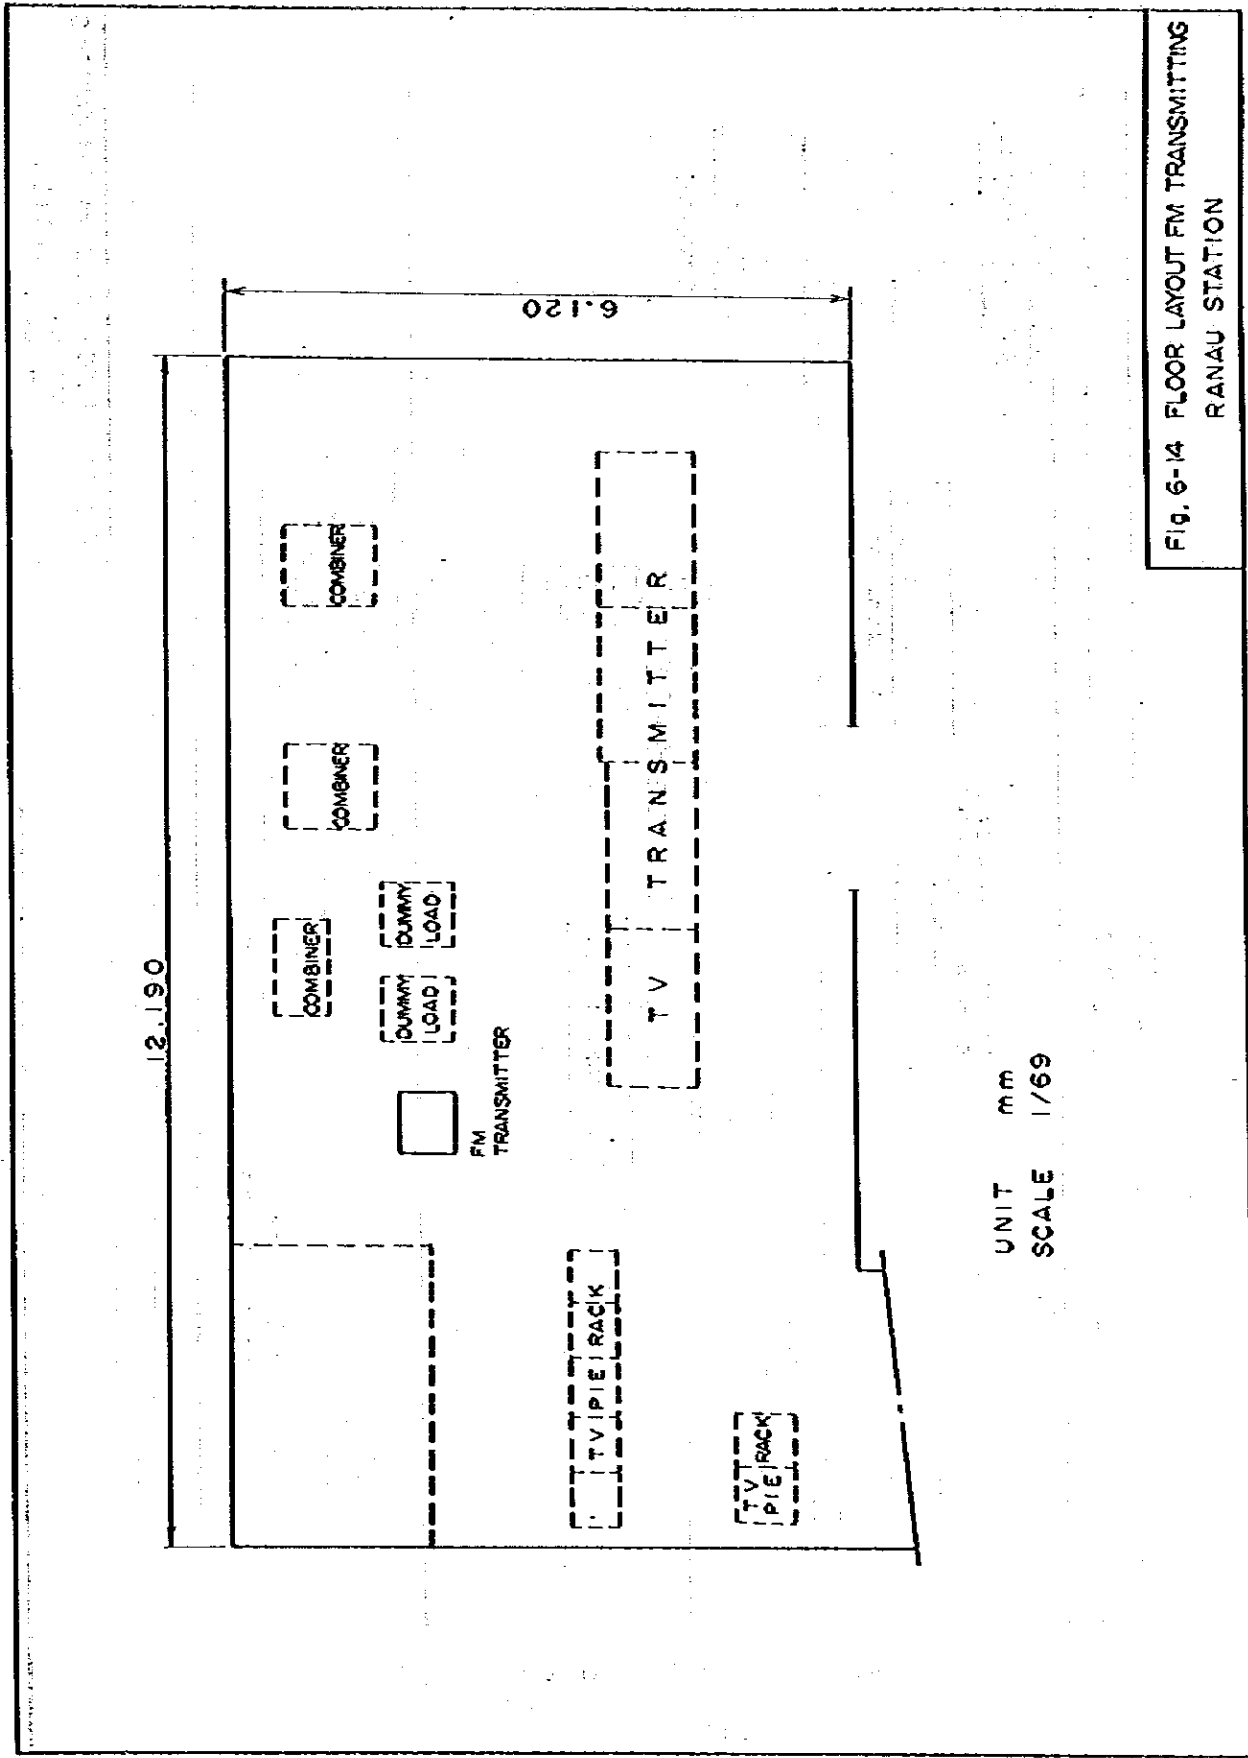 12,190
6·120
COMBINER
COMBINER
COMBINER
DUMMY
LOAD
DUMMY
LOAD
FM
TRANSMITTER
TV TRANSMITTER
TV PIE RACK
TV
PIE RACK
UNIT mm
SCALE 1/69
Fig. 6-14 FLOOR LAYOUT FM TRANSMITTING
RANAU STATION